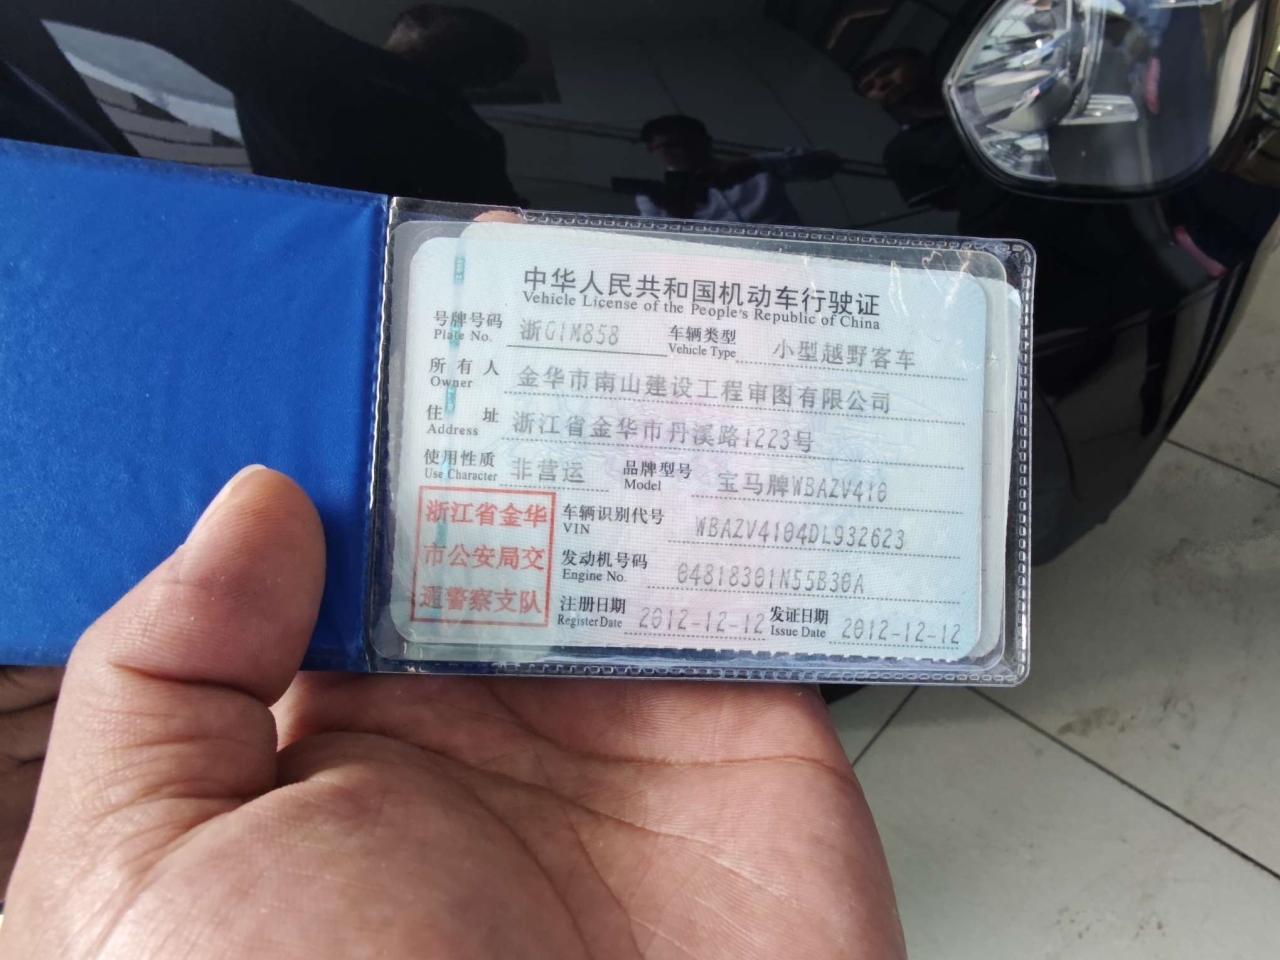 中华人民共和国机动车行驶证
Vehicle License of the People's Republic of China
号牌号码 浙G1M858 车辆类型 小型越野客车
Plate No. Vehicle Type
所有人 金华市南山建设工程审图有限公司
Owner
住址 浙江省金华市丹溪路1223号
Address
使用性质 非营运 品牌型号 宝马牌WBAZV410
Use Character Model
浙江省金华
市公安局交
通警察支队
车辆识别代号 WBAZV4104DL932623
VIN
发动机号码 04818301N55B30A
Engine No.
注册日期 2012-12-12 发证日期 2012-12-12
Register Date Issue Date